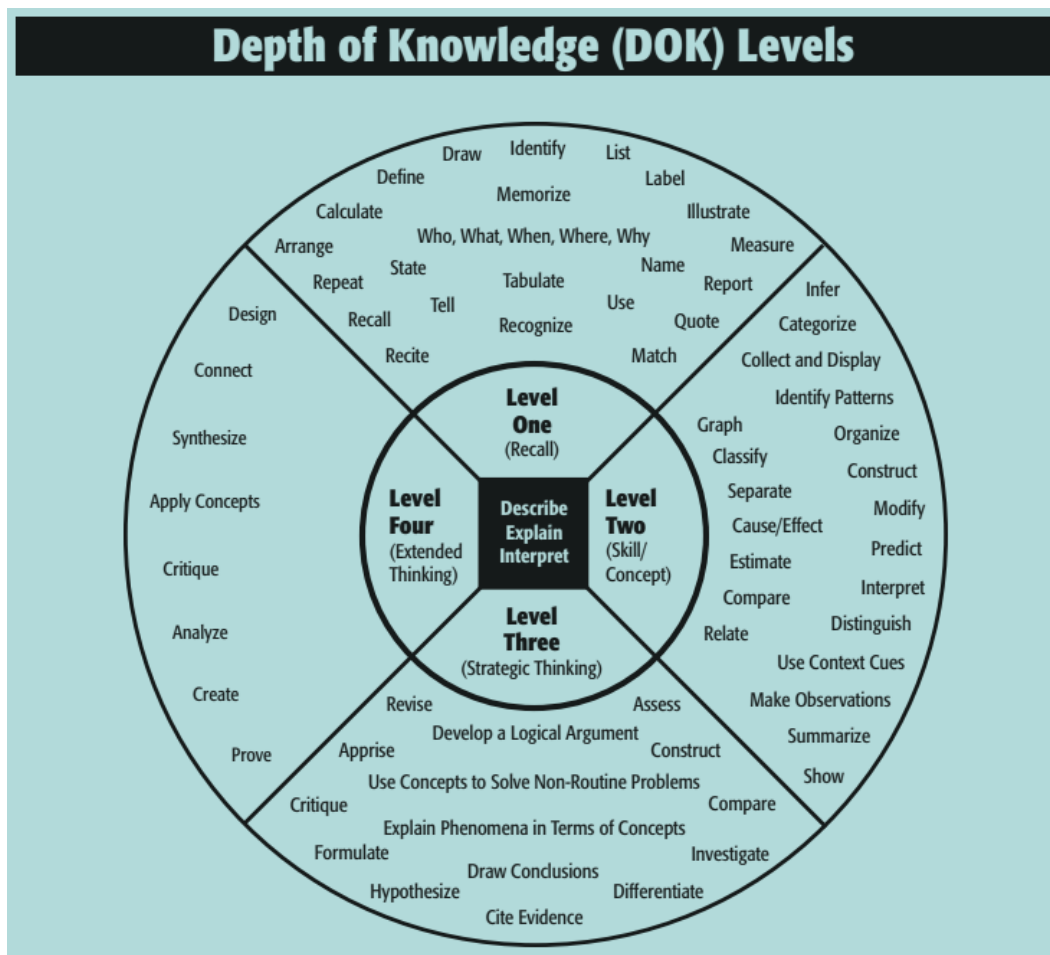 Depth of Knowledge (DOK) Levels
Draw
Identify
List
Define
Label
Memorize
Calculate
Illustrate
Who, What, When, Where, Why
Arrange
Measure
State
Name
Repeat
Tabulate
Report
Tell
Use
Recall
Recognize
Quote
Recite
Match
Level
One
(Recall)
Infer
Categorize
Collect and Display
Identify Patterns
Graph
Organize
Classify
Construct
Separate
Modify
Cause/Effect
Predict
Estimate
Interpret
Compare
Distinguish
Relate
Use Context Cues
Make Observations
Summarize
Show
Level
Two
(Skill/
Concept)
Describe
Explain
Interpret
Level
Three
(Strategic Thinking)
Revise
Assess
Develop a Logical Argument
Apprise
Construct
Use Concepts to Solve Non-Routine Problems
Critique
Compare
Explain Phenomena in Terms of Concepts
Formulate
Investigate
Draw Conclusions
Hypothesize
Differentiate
Cite Evidence
Level
Four
(Extended
Thinking)
Design
Connect
Synthesize
Apply Concepts
Critique
Analyze
Create
Prove